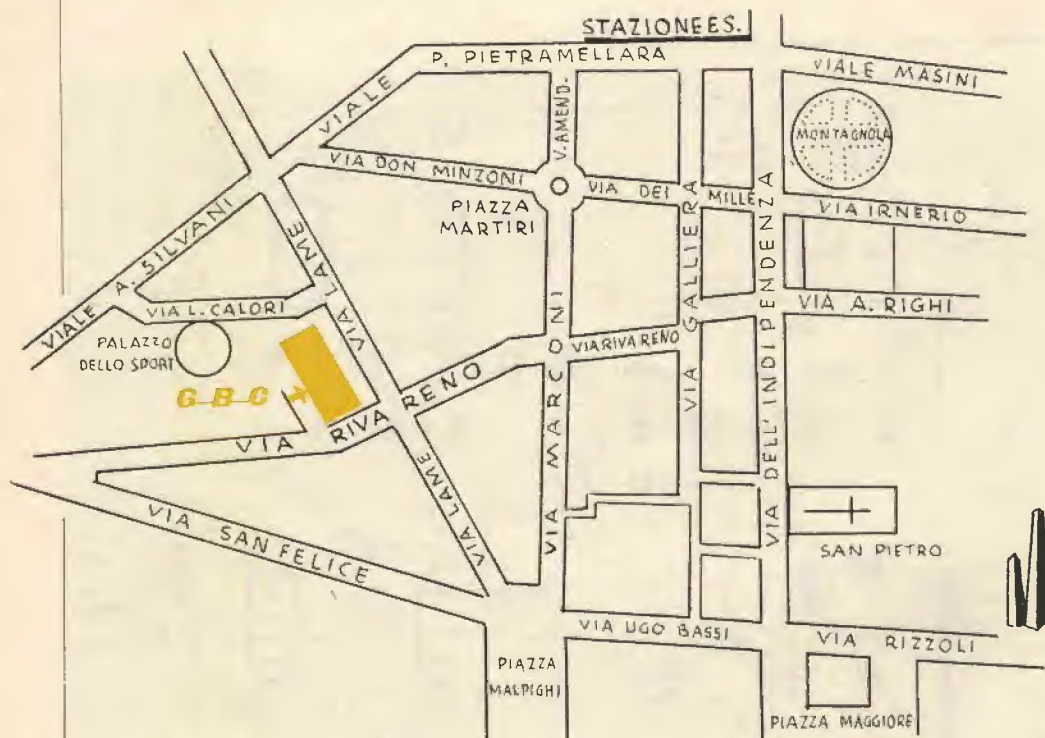 STAZIONE ES.
P. PIETRAMELLARA
VIALE
VIALE MASINI
V. AMEND.
MONTAGNOLA
VIA DON MINZONI
VIA DEI MILLE
VIA IRNERIO
PIAZZA
MARTIRI
VIALE A. SILVANI
VIA LAME
VIA L. CALORI
VIA A. RIGHI
PALAZZO
DELLO SPORT
VIA LAME
G B C
VIA RIVA RENO
VIA RIVA RENO
VIA MARCONI
VIA GALLIERA
VIA DELL'INDIPENDENZA
VIA LAME
VIA SAN FELICE
SAN PIETRO
VIA UGO BASSI
VIA RIZZOLI
PIAZZA
MALPIGHI
PIAZZA MAGGIORE